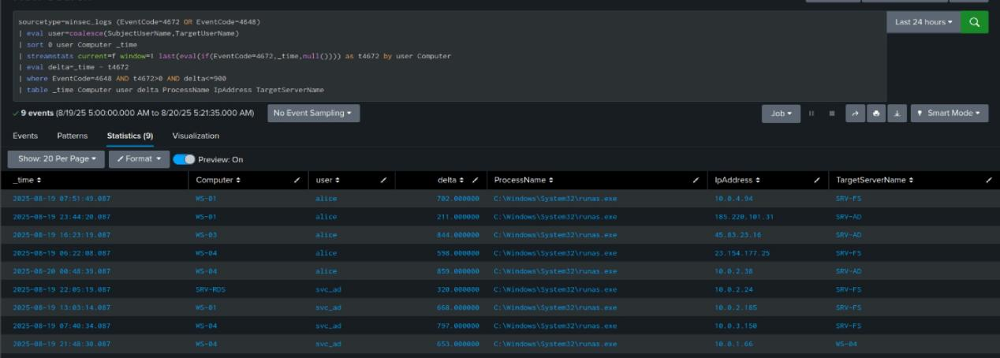 sourcetype=winsec_logs (EventCode=4672 OR EventCode=4648)
| eval user=coalesce(SubjectUserName,TargetUserName)
| sort 0 user Computer _time
| streamstats current=f window=1 last(eval(if(EventCode=4672,_time,null()))) as t4672 by user Computer
| eval delta=_time - t4672
| where EventCode=4648 AND t4672>0 AND delta<=900
| table _time Computer user delta ProcessName IpAddress TargetServerName
Last 24 hours
9 events (8/19/25 5:00:00.000 AM to 8/20/25 5:21:35.000 AM) No Event Sampling Job Smart Mode
Events Patterns Statistics (9) Visualization
Show: 20 Per Page Format Preview: On
_time Computer user delta ProcessName IpAddress TargetServerName
2025-08-19 07:51:49.087 WS-01 alice 702.000000 C:\Windows\System32\runas.exe 10.0.4.94 SRV-FS
2025-08-19 23:44:20.087 WS-01 alice 211.000000 C:\Windows\System32\runas.exe 185.220.101.31 SRV-AD
2025-08-19 16:23:19.087 WS-03 alice 844.000000 C:\Windows\System32\runas.exe 45.83.23.16 SRV-AD
2025-08-19 06:22:08.087 WS-04 alice 598.000000 C:\Windows\System32\runas.exe 23.154.177.25 SRV-FS
2025-08-20 00:48:39.087 WS-04 alice 859.000000 C:\Windows\System32\runas.exe 10.0.2.38 SRV-AD
2025-08-19 22:05:19.087 SRV-RDS svc_ad 320.000000 C:\Windows\System32\runas.exe 10.0.2.24 SRV-FS
2025-08-19 13:03:14.087 WS-01 svc_ad 668.000000 C:\Windows\System32\runas.exe 10.0.2.185 SRV-FS
2025-08-19 07:40:34.087 WS-04 svc_ad 797.000000 C:\Windows\System32\runas.exe 10.0.3.150 SRV-FS
2025-08-19 21:48:30.087 WS-04 svc_ad 653.000000 C:\Windows\System32\runas.exe 10.0.1.66 WS-04